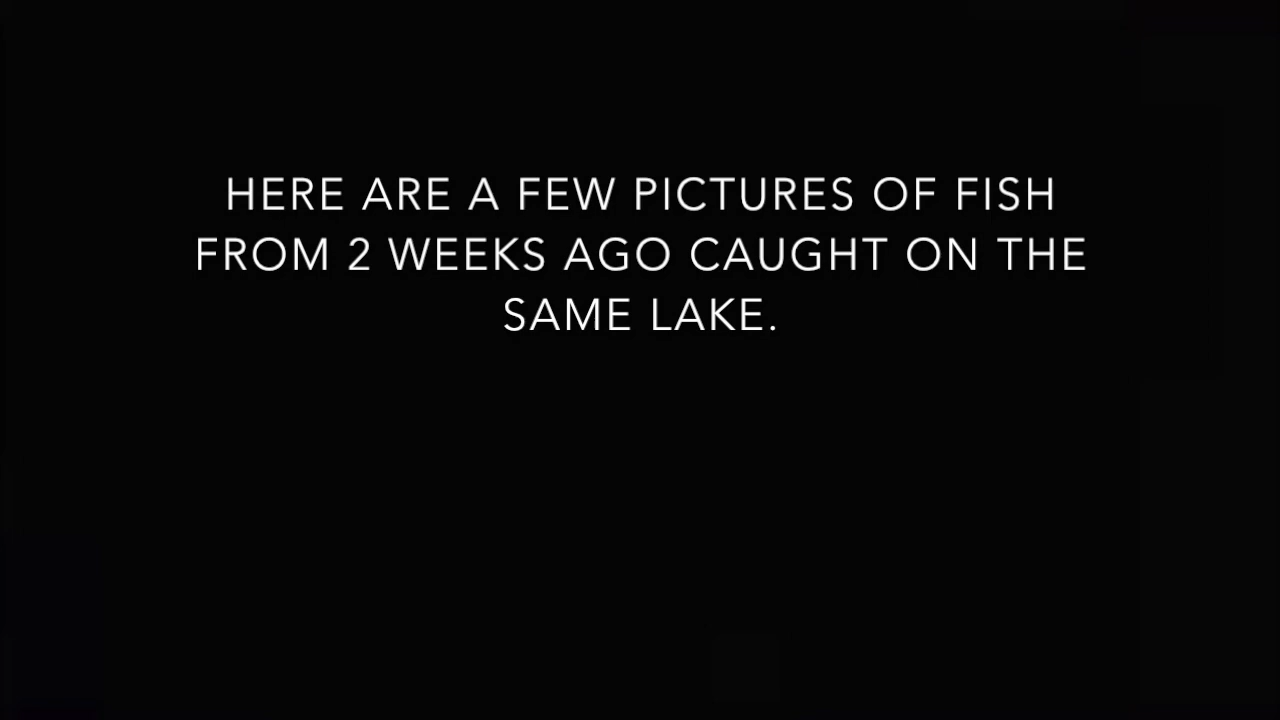 HERE ARE A FEW PICTURES OF FISH
FROM 2 WEEKS AGO CAUGHT ON THE
SAME LAKE.